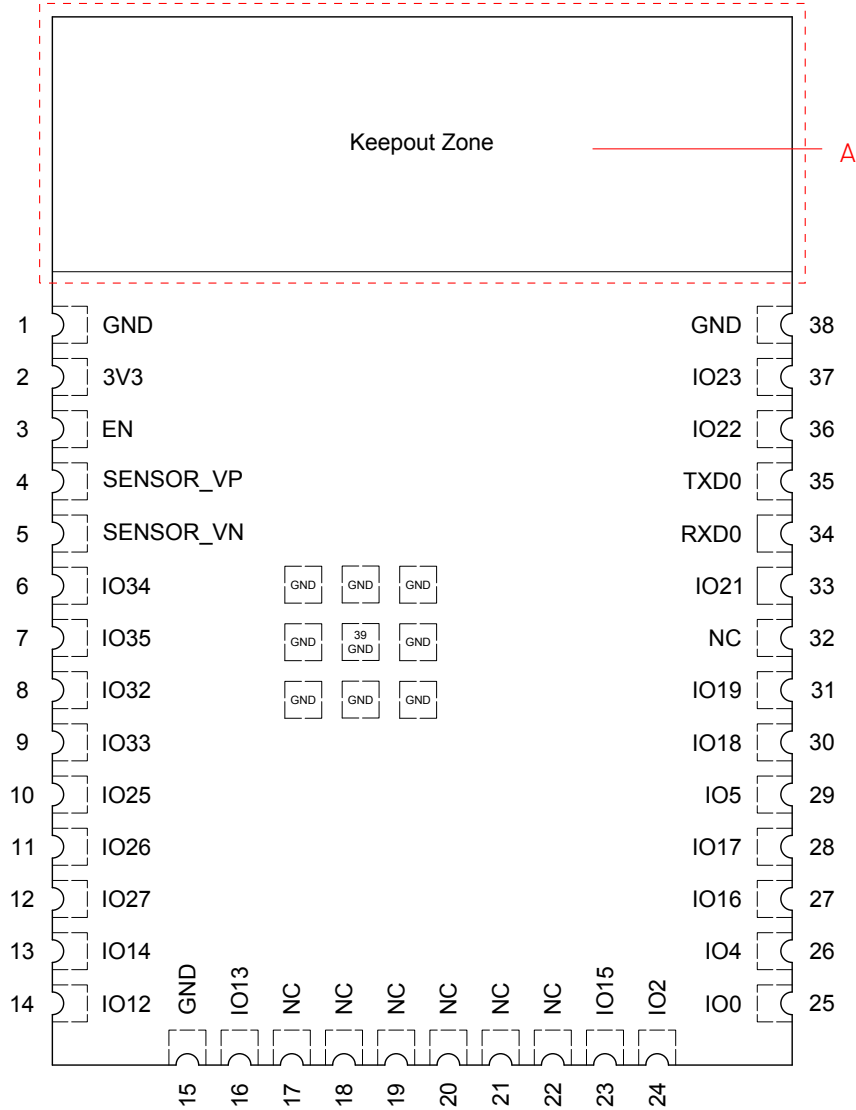 Keepout Zone
A
1 GND GND 38
2 3V3 IO23 37
3 EN IO22 36
4 SENSOR_VP TXD0 35
5 SENSOR_VN RXD0 34
6 IO34 GND GND GND IO21 33
7 IO35 GND 39 GND GND NC 32
8 IO32 GND GND GND IO19 31
9 IO33 IO18 30
10 IO25 IO5 29
11 IO26 IO17 28
12 IO27 IO16 27
13 IO14 IO4 26
14 IO12 IO0 25
GND IO13 NC NC NC NC NC NC IO15 IO2
15 16 17 18 19 20 21 22 23 24